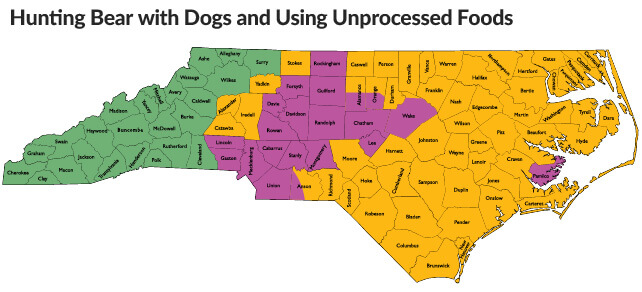 Hunting Bear with Dogs and Using Unprocessed Foods
Alleghany
Ashe
Surry
Stokes
Rockingham
Caswell
Person
Granville
Vance
Warren
Northampton
Gates
Hertford
Halifax
Watauga
Wilkes
Yadkin
Forsyth
Guilford
Alamance
Orange
Durham
Franklin
Bertie
Avery
Caldwell
Alexander
Iredell
Davie
Davidson
Randolph
Chatham
Wake
Nash
Edgecombe
Martin
Washington
Tyrrell
Dare
Madison
Yancey
Mitchell
Burke
Catawba
Rowan
Wilson
Pitt
Beaufort
Hyde
Haywood
Buncombe
McDowell
Lincoln
Cabarrus
Stanly
Montgomery
Lee
Harnett
Johnston
Wayne
Greene
Lenoir
Craven
Pamlico
Swain
Graham
Jackson
Henderson
Polk
Rutherford
Cleveland
Gaston
Mecklenburg
Union
Anson
Richmond
Moore
Hoke
Scotland
Cumberland
Sampson
Duplin
Jones
Onslow
Carteret
Cherokee
Clay
Macon
Transylvania
Robeson
Bladen
Pender
Columbus
Brunswick
New
Hanover